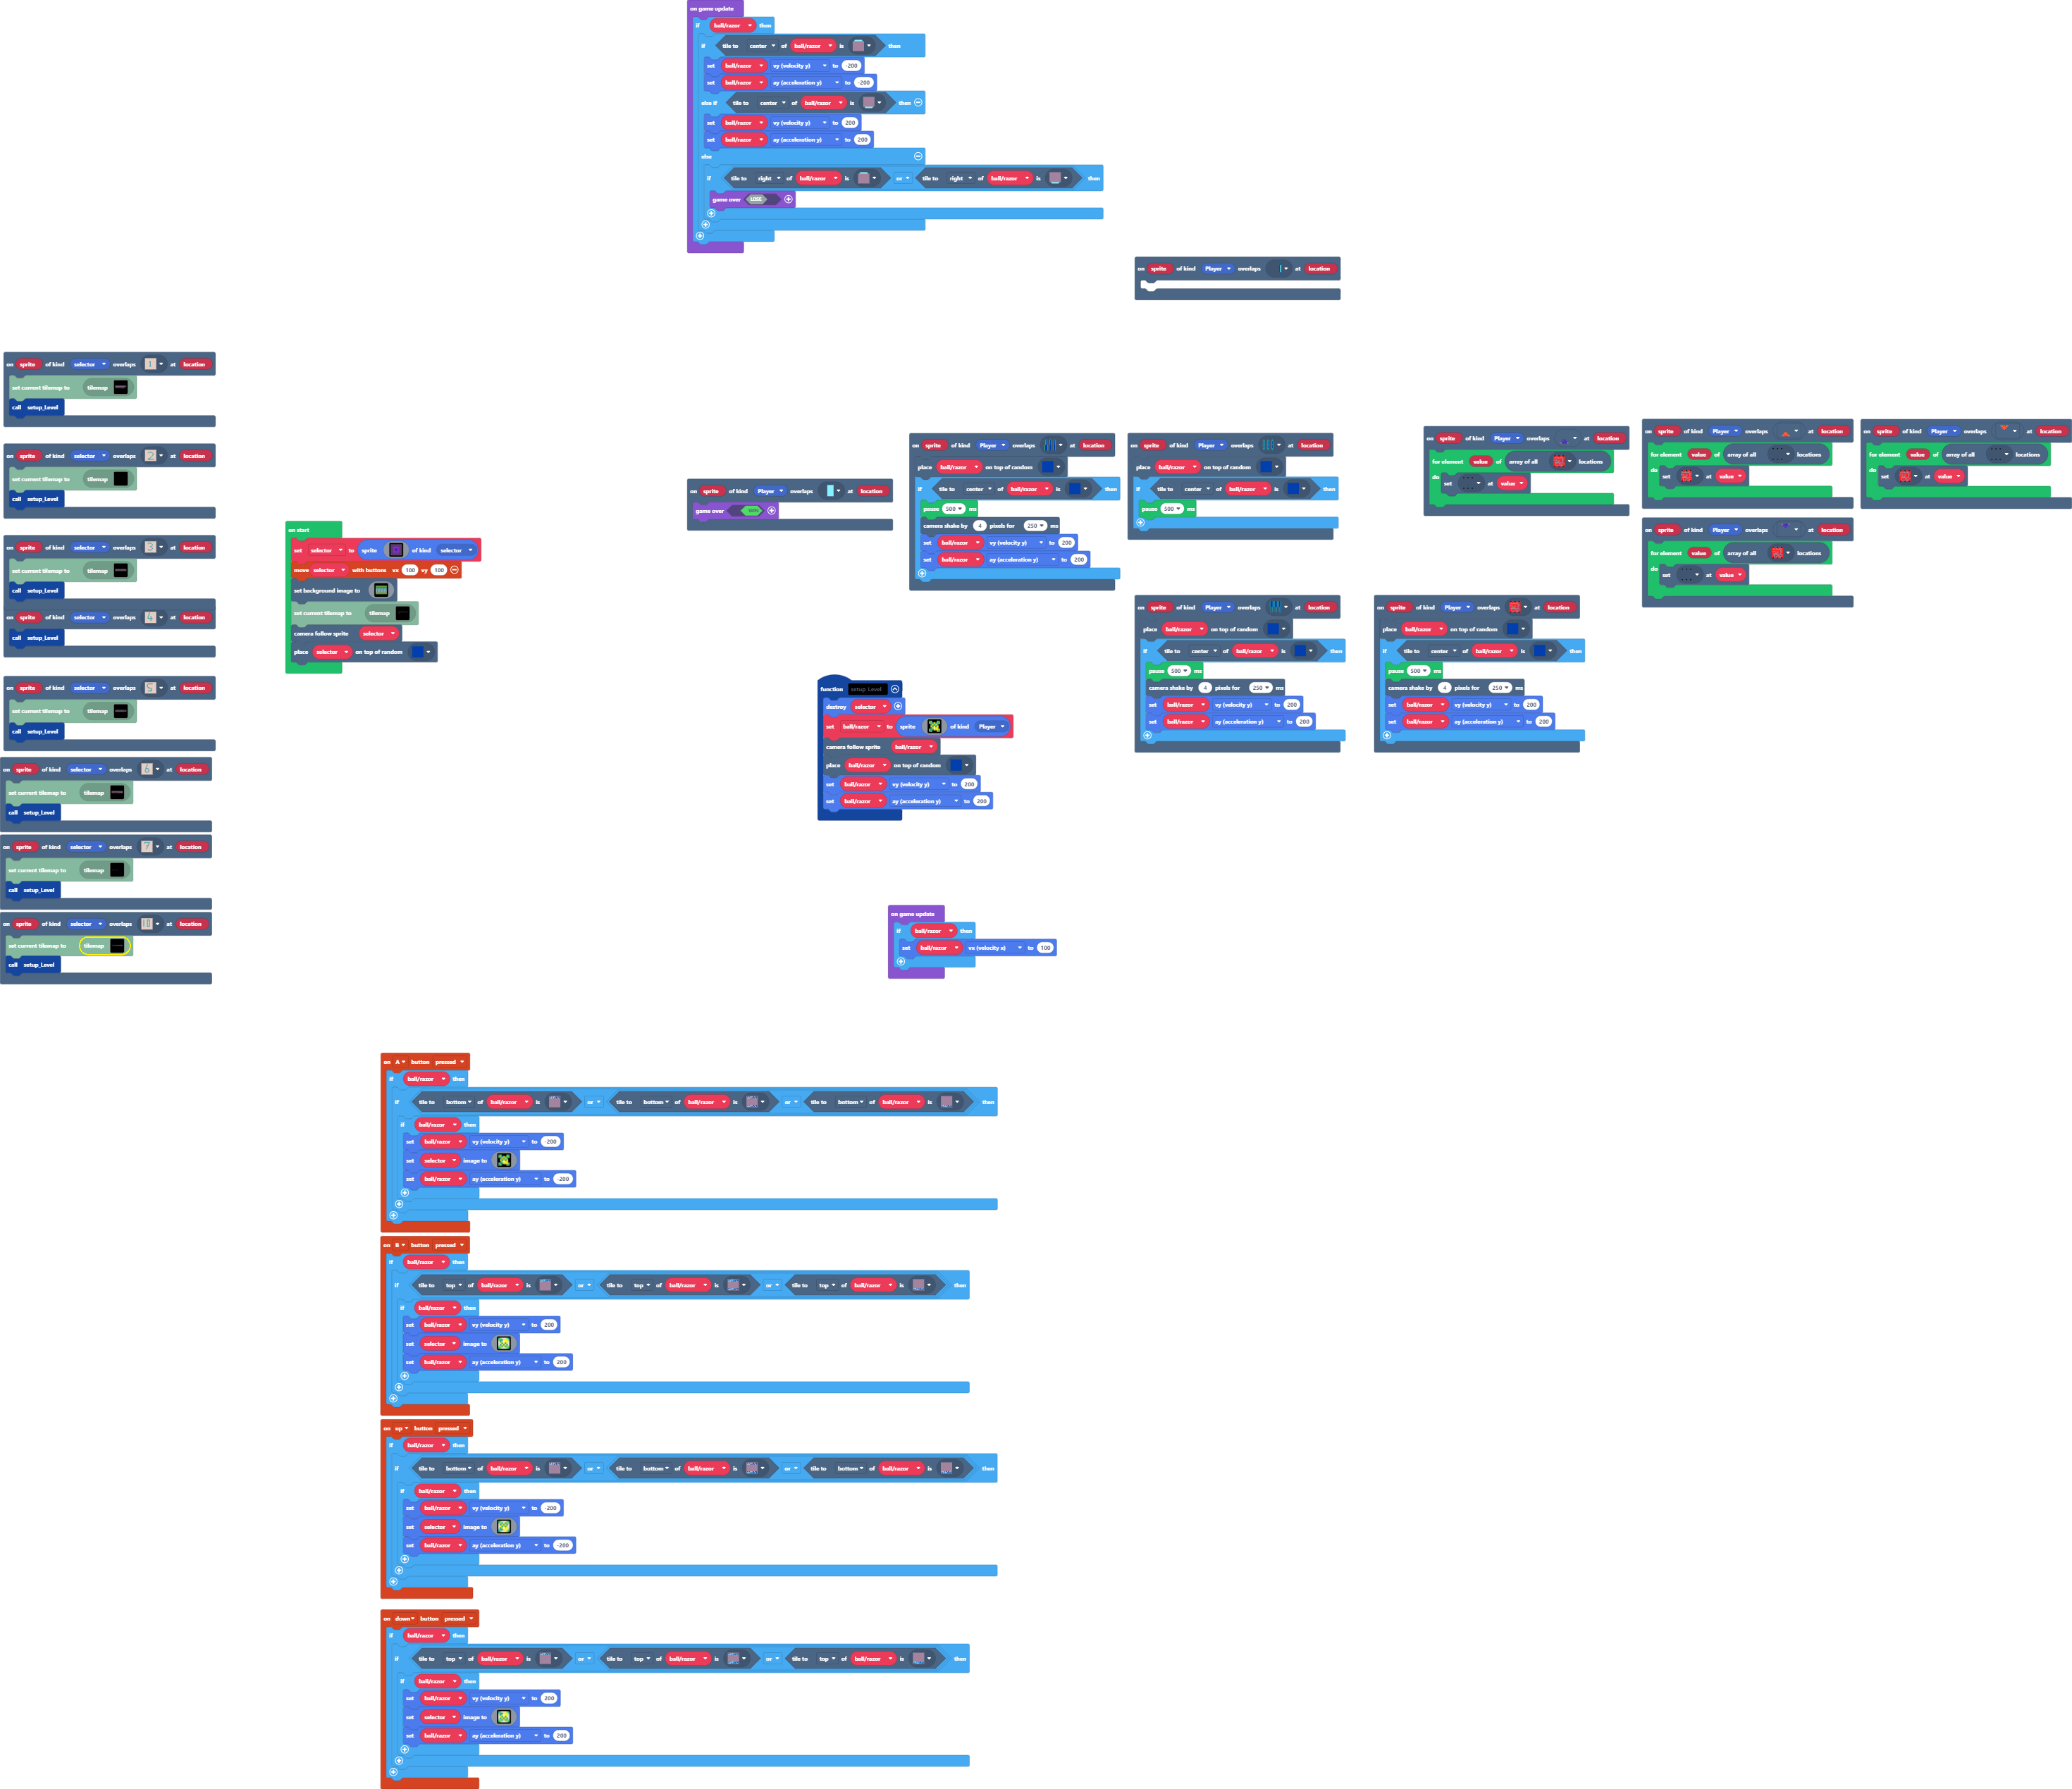 on game update
if ball/razor then
if tile to center of ball/razor is then
set ball/razor vy (velocity y) to -200
set ball/razor ay (acceleration y) to -200
else if tile to center of ball/razor is then
set ball/razor vy (velocity y) to 200
set ball/razor ay (acceleration y) to 200
else
if tile to right of ball/razor is or tile to right of ball/razor is then
game over LOSE
on sprite of kind Player overlaps at location
on sprite of kind selector overlaps 1 at location
set current tilemap to tilemap
call setup_Level
on sprite of kind selector overlaps 2 at location
set current tilemap to tilemap
call setup_Level
on sprite of kind selector overlaps 3 at location
set current tilemap to tilemap
call setup_Level
on sprite of kind selector overlaps 4 at location
call setup_Level
on sprite of kind selector overlaps 5 at location
set current tilemap to tilemap
call setup_Level
on sprite of kind selector overlaps 6 at location
set current tilemap to tilemap
call setup_Level
on sprite of kind selector overlaps 7 at location
set current tilemap to tilemap
call setup_Level
on sprite of kind selector overlaps 10 at location
set current tilemap to tilemap
call setup_Level
on start
set selector to sprite of kind selector
move selector with buttons vx 100 vy 100
set background image to
set current tilemap to tilemap
camera follow sprite selector
place selector on top of random
on sprite of kind Player overlaps at location
game over WIN
on sprite of kind Player overlaps at location
place ball/razor on top of random
if tile to center of ball/razor is then
pause 500 ms
camera shake by 4 pixels for 250 ms
set ball/razor vy (velocity y) to 200
set ball/razor ay (acceleration y) to 200
on sprite of kind Player overlaps at location
place ball/razor on top of random
if tile to center of ball/razor is then
pause 500 ms
on sprite of kind Player overlaps at location
for element value of array of all locations
do set at value
on sprite of kind Player overlaps at location
for element value of array of all locations
do set at value
on sprite of kind Player overlaps at location
for element value of array of all locations
do set at value
on sprite of kind Player overlaps at location
for element value of array of all locations
do set at value
on sprite of kind Player overlaps at location
place ball/razor on top of random
if tile to center of ball/razor is then
pause 500 ms
camera shake by 4 pixels for 250 ms
set ball/razor vy (velocity y) to 200
set ball/razor ay (acceleration y) to 200
on sprite of kind Player overlaps at location
place ball/razor on top of random
if tile to center of ball/razor is then
pause 500 ms
camera shake by 4 pixels for 250 ms
set ball/razor vy (velocity y) to 200
set ball/razor ay (acceleration y) to 200
function setup_Level
destroy selector
set ball/razor to sprite of kind Player
camera follow sprite ball/razor
place ball/razor on top of random
set ball/razor vy (velocity y) to 200
set ball/razor ay (acceleration y) to 200
on game update
if ball/razor then
set ball/razor vx (velocity x) to 100
on A button pressed
if ball/razor then
if tile to bottom of ball/razor is or tile to bottom of ball/razor is or tile to bottom of ball/razor is then
if ball/razor then
set ball/razor vy (velocity y) to -200
set selector image to
set ball/razor ay (acceleration y) to -200
on B button pressed
if ball/razor then
if tile to top of ball/razor is or tile to top of ball/razor is or tile to top of ball/razor is then
if ball/razor then
set ball/razor vy (velocity y) to 200
set selector image to
set ball/razor ay (acceleration y) to 200
on up button pressed
if ball/razor then
if tile to bottom of ball/razor is or tile to bottom of ball/razor is or tile to bottom of ball/razor is then
if ball/razor then
set ball/razor vy (velocity y) to -200
set selector image to
set ball/razor ay (acceleration y) to -200
on down button pressed
if ball/razor then
if tile to top of ball/razor is or tile to top of ball/razor is or tile to top of ball/razor is then
if ball/razor then
set ball/razor vy (velocity y) to 200
set selector image to
set ball/razor ay (acceleration y) to 200